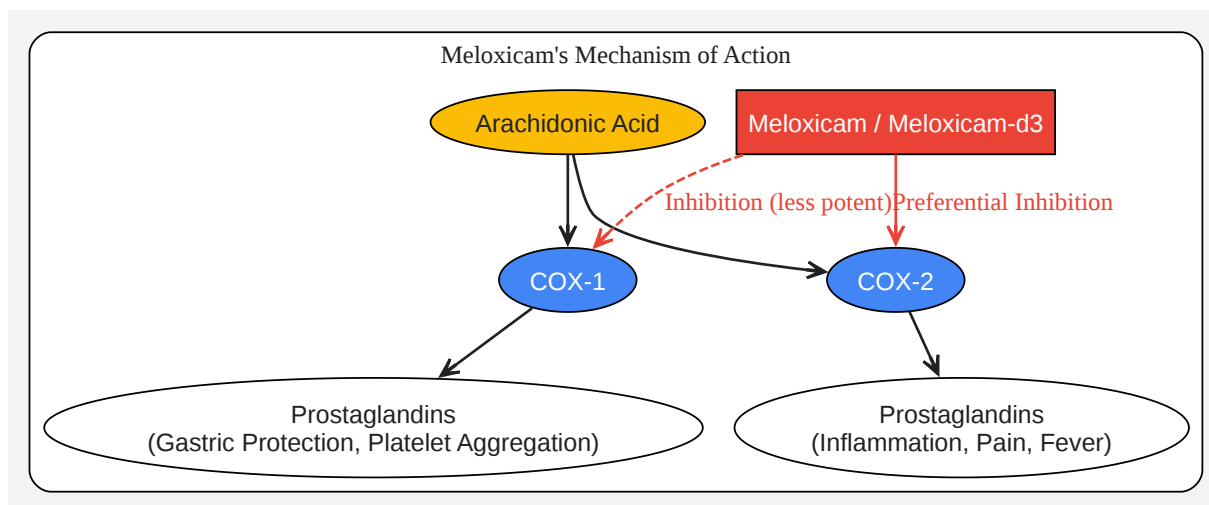 Meloxicam's Mechanism of Action
Arachidonic Acid
Meloxicam / Meloxicam-d3
Inhibition (less potent)
Preferential Inhibition
COX-1
COX-2
Prostaglandins
(Gastric Protection, Platelet Aggregation)
Prostaglandins
(Inflammation, Pain, Fever)